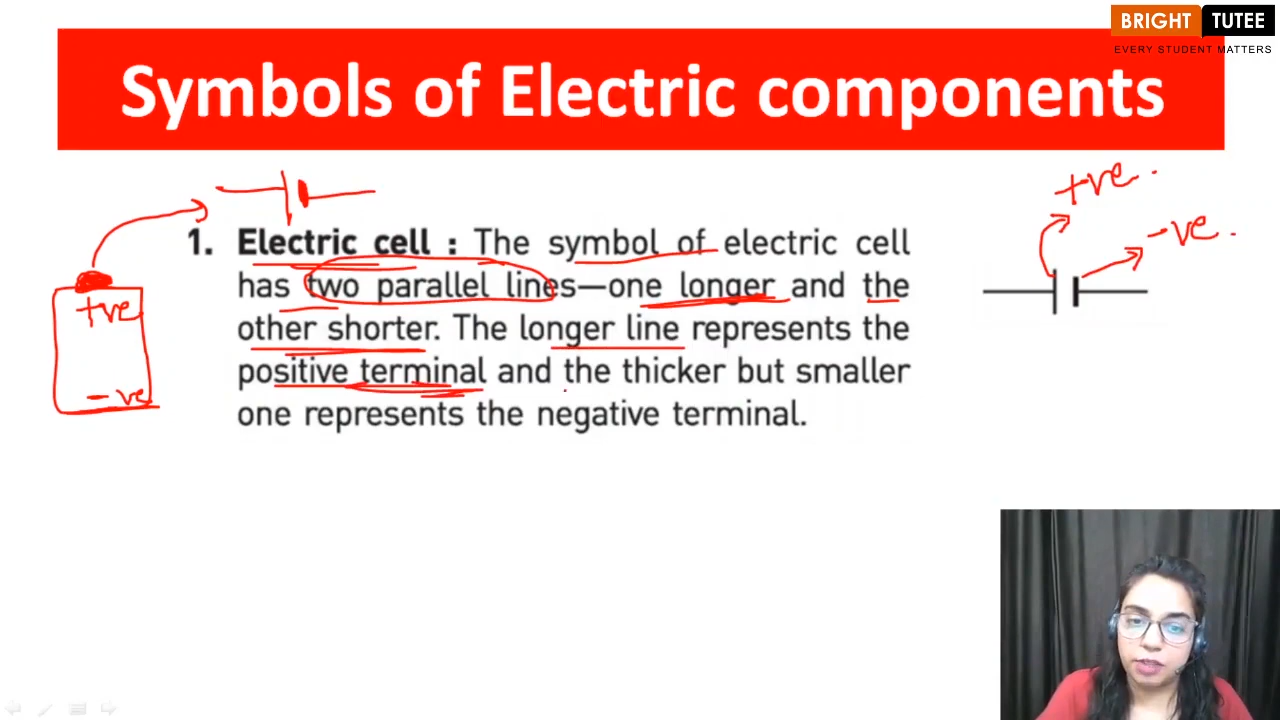 BRIGHT TUTEE
EVERY STUDENT MATTERS
Symbols of Electric components
+ve.
-ve.
1. Electric cell : The symbol of electric cell
has two parallel lines—one longer and the
other shorter. The longer line represents the
positive terminal and the thicker but smaller
one represents the negative terminal.
+ve
-ve